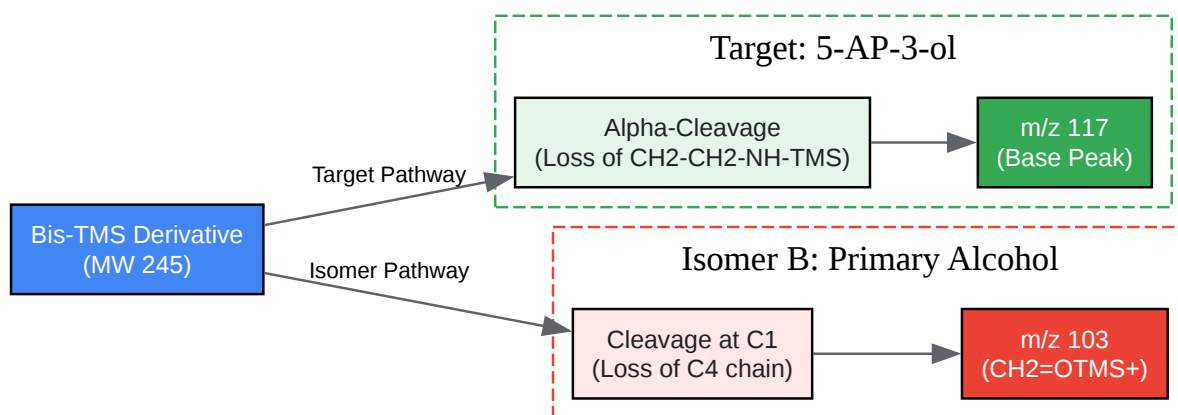 Target: 5-AP-3-ol
Alpha-Cleavage
(Loss of CH2-CH2-NH-TMS)
m/z 117
(Base Peak)
Target Pathway
Bis-TMS Derivative
(MW 245)
Isomer Pathway
Isomer B: Primary Alcohol
Cleavage at C1
(Loss of C4 chain)
m/z 103
(CH2=OTMS+)